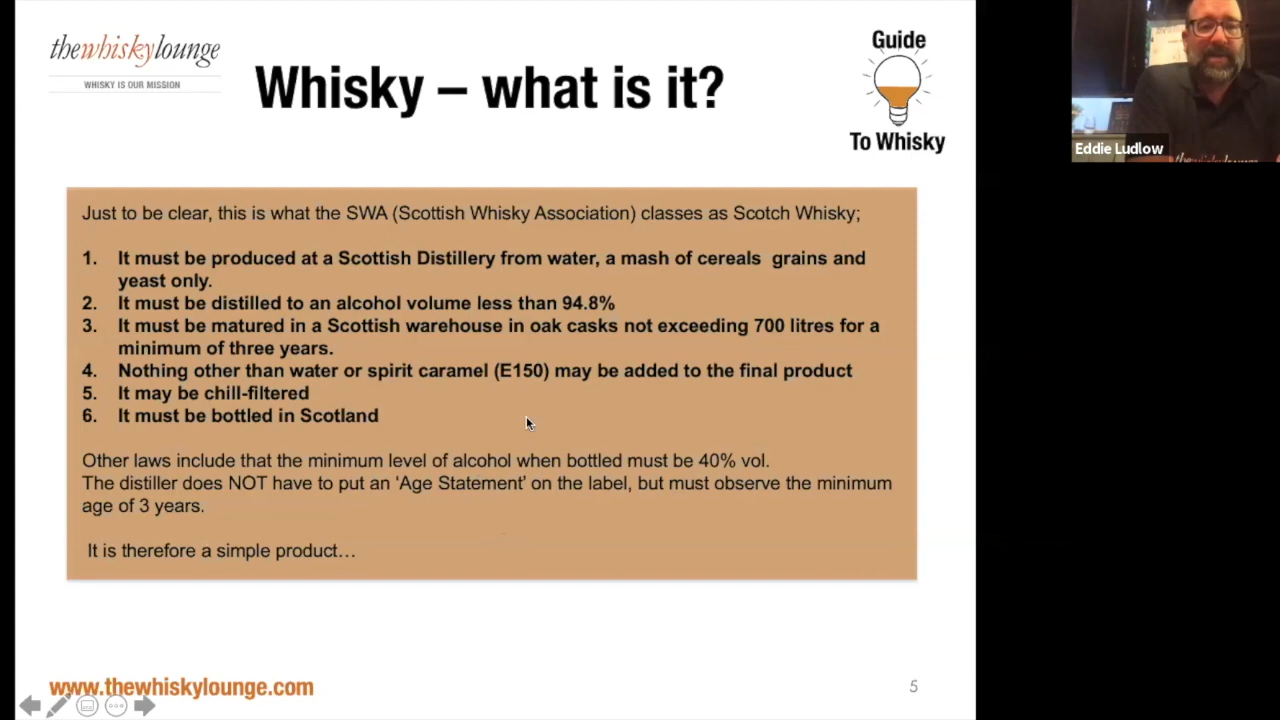 thewhiskylounge
WHISKY IS OUR MISSION
Whisky – what is it?
Guide
To Whisky
Eddie Ludlow
thewhiskylounge
Just to be clear, this is what the SWA (Scottish Whisky Association) classes as Scotch Whisky;
1. It must be produced at a Scottish Distillery from water, a mash of cereals grains and
yeast only.
2. It must be distilled to an alcohol volume less than 94.8%
3. It must be matured in a Scottish warehouse in oak casks not exceeding 700 litres for a
minimum of three years.
4. Nothing other than water or spirit caramel (E150) may be added to the final product
5. It may be chill-filtered
6. It must be bottled in Scotland
Other laws include that the minimum level of alcohol when bottled must be 40% vol.
The distiller does NOT have to put an ‘Age Statement’ on the label, but must observe the minimum
age of 3 years.
It is therefore a simple product…
www.thewhiskylounge.com
5